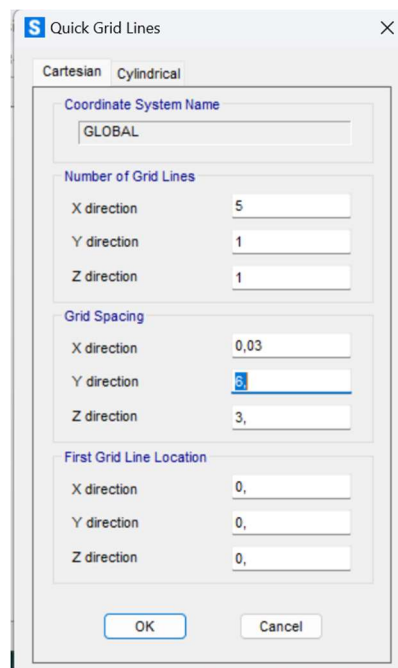 S Quick Grid Lines
Cartesian Cylindrical
Coordinate System Name
GLOBAL
Number of Grid Lines
X direction 5
Y direction 1
Z direction 1
Grid Spacing
X direction 0,03
Y direction 6,
Z direction 3,
First Grid Line Location
X direction 0,
Y direction 0,
Z direction 0,
OK Cancel